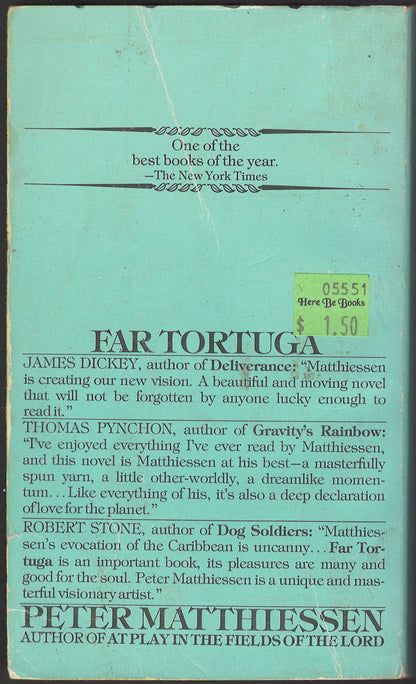 One of the
best books of the year.
—The New York Times
05551
Here Be Books
$ 1.50
FAR TORTUGA
JAMES DICKEY, author of Deliverance: “Matthiessen
is creating our new vision. A beautiful and moving novel
that will not be forgotten by anyone lucky enough to
read it.”
THOMAS PYNCHON, author of Gravity's Rainbow:
“I've enjoyed everything I've ever read by Matthiessen,
and this novel is Matthiessen at his best—a masterfully
spun yarn, a little other-worldly, a dreamlike momen-
tum...Like everything of his, it's also a deep declaration
of love for the planet.”
ROBERT STONE, author of Dog Soldiers: “Matthies-
sen's evocation of the Caribbean is uncanny...Far Tor-
tuga is an important book, its pleasures are many and
good for the soul. Peter Matthiessen is a unique and mas-
terful visionary artist.”
PETER MATTHIESSEN
AUTHOR OF AT PLAY IN THE FIELDS OF THE LORD